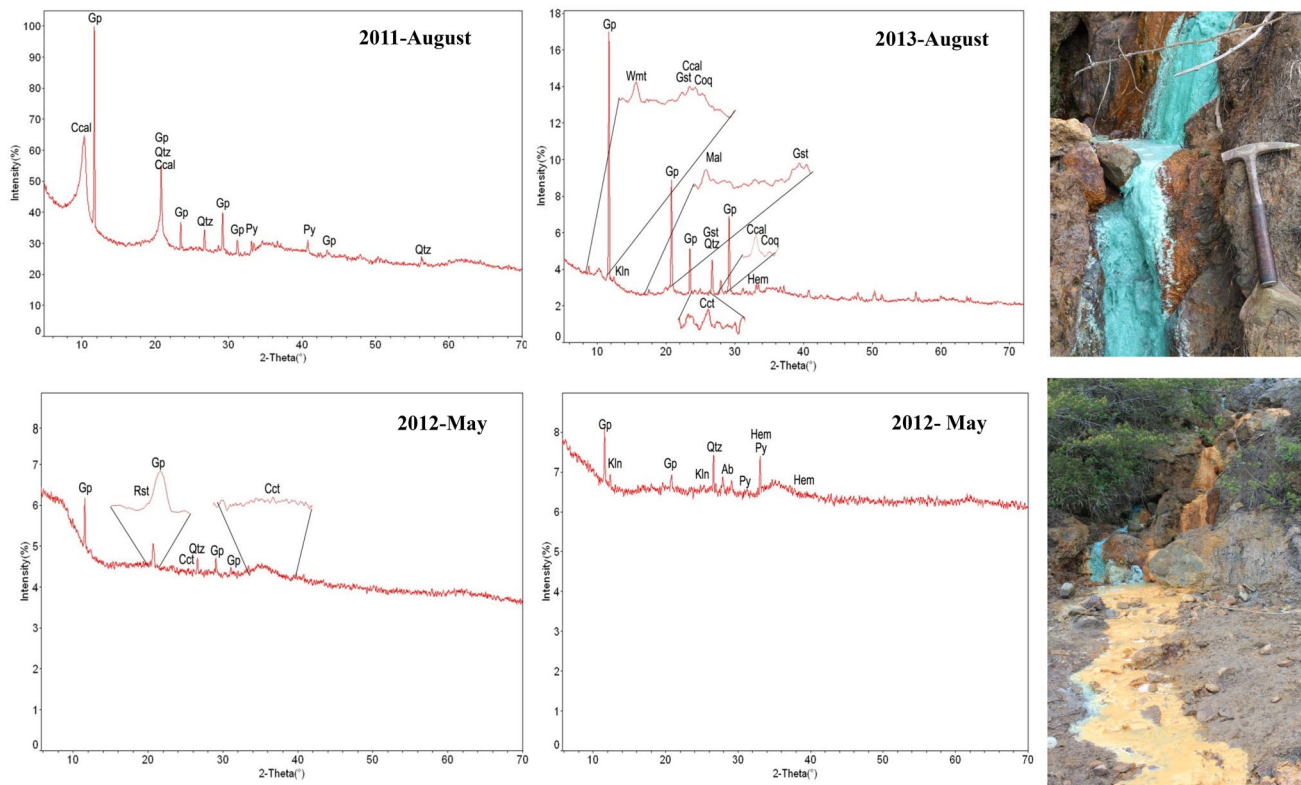 2011-August
Intensity(%)
100
90
80
70
60
50
40
30
20
10
0
Gp
Ccal
Gp
Qtz
Ccal
Gp
Qtz
Gp
Gp
Py
Py
Gp
Qtz
10
20
30
40
50
60
70
2-Theta(°)
2013-August
Intensity(%)
18
16
14
12
10
8
6
4
2
0
Gp
Wmt
Ccal
Gst
Coq
Mal
Gst
Gp
Gp
Gst
Qtz
Gp
Ccal
Coq
Kln
Hem
Cct
10
20
30
40
50
60
70
2-Theta(°)
2012-May
Intensity(%)
8
7
6
5
4
3
2
1
0
Gp
Rst
Gp
Cct
Cct
Qtz
Gp
Gp
10
20
30
40
50
60
70
2-Theta(°)
2012- May
Intensity(%)
8
7
6
5
4
3
2
1
0
Gp
Kln
Gp
Kln
Qtz
Ab
Py
Hem
Py
Hem
10
20
30
40
50
60
70
2-Theta(°)